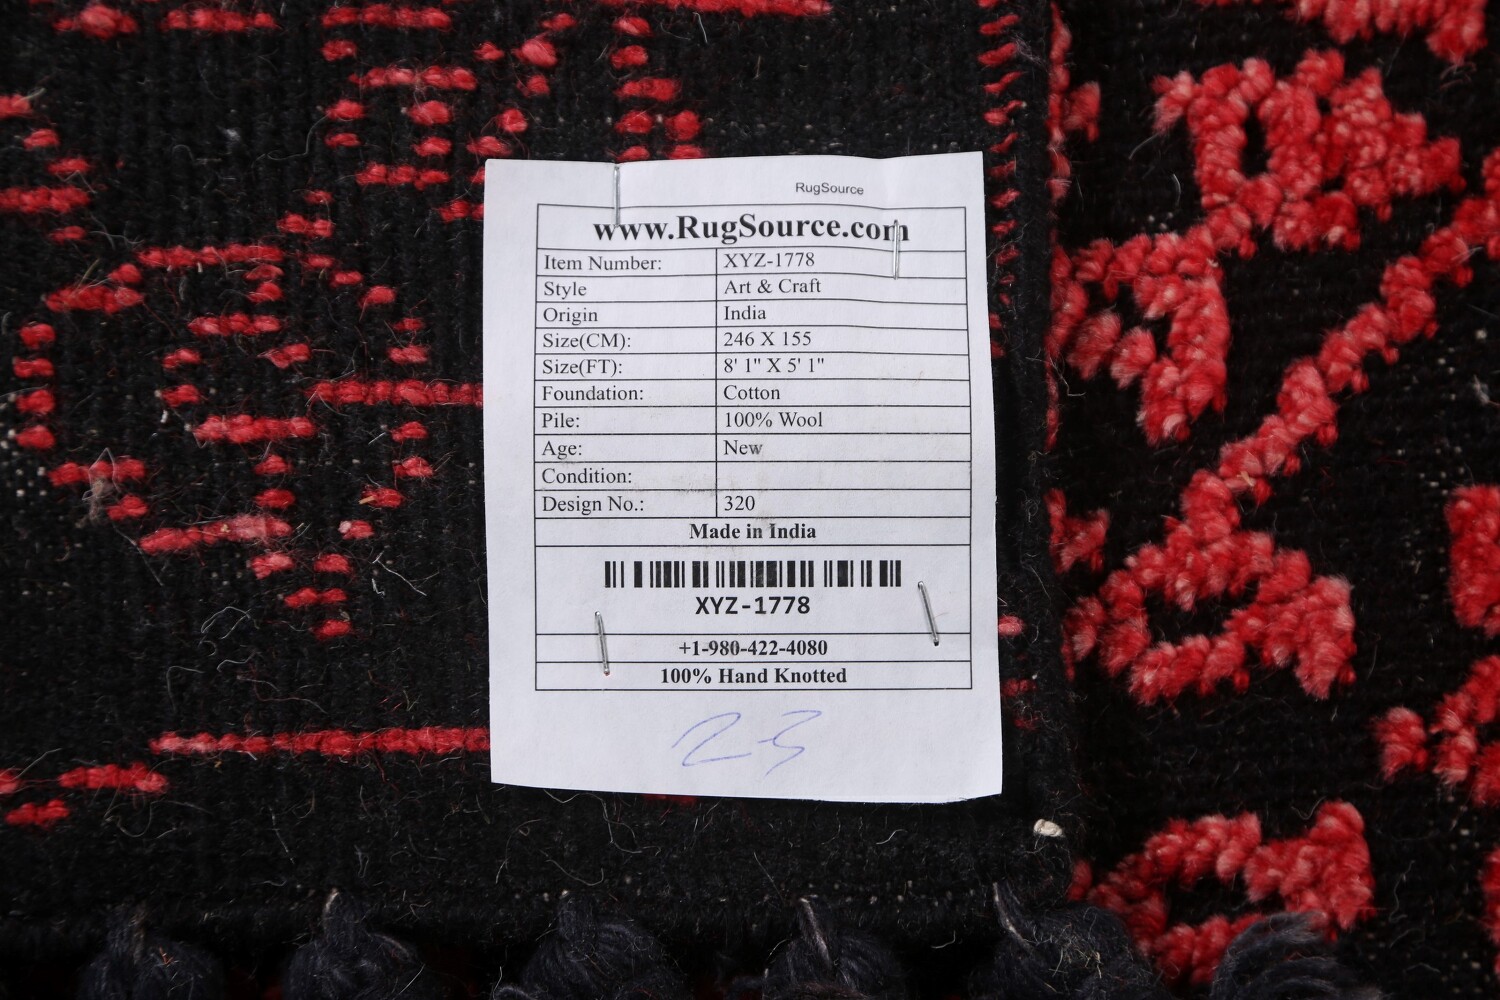 RugSource
www.RugSource.com
Item Number: XYZ-1778
Style Art & Craft
Origin India
Size(CM): 246 X 155
Size(FT): 8' 1" X 5' 1"
Foundation: Cotton
Pile: 100% Wool
Age: New
Condition:
Design No.: 320
Made in India
XYZ-1778
+1-980-422-4080
100% Hand Knotted
23